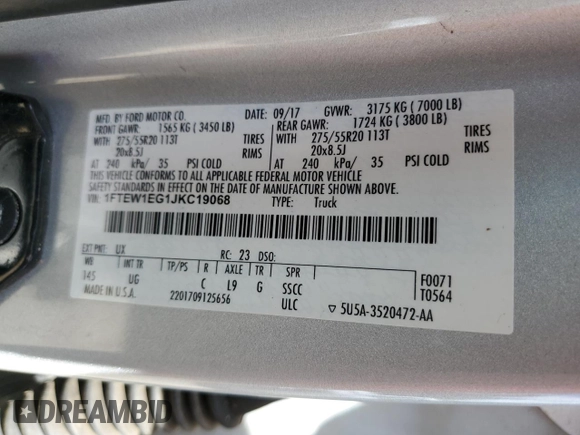 MFD. BY FORD MOTOR CO. DATE: 09/17 GVWR: 3175 KG (7000 LB)
FRONT GAWR: 1565 KG (3450 LB) REAR GAWR: 1724 KG (3800 LB)
WITH 275/55R20 113T TIRES WITH 275/55R20 113T TIRES
20x8.5J RIMS 20x8.5J RIMS
AT 240 kPa/ 35 PSI COLD AT 240 kPa/ 35 PSI COLD
THIS VEHICLE CONFORMS TO ALL APPLICABLE FEDERAL MOTOR VEHICLE
SAFETY STANDARDS IN EFFECT ON THE DATE OF MANUFACTURE SHOWN ABOVE.
VIN: 1FTEW1EG1JKC19068 TYPE: Truck
EXT PNT: UX RC: 23 DSO:
WB INT TR TP/PS R AXLE TR SPR F0071
145 UG C L9 G SSCC T0564
MADE IN U.S.A. 2201709125656 ULC ▽ 5U5A-3520472-AA
DREAMBID